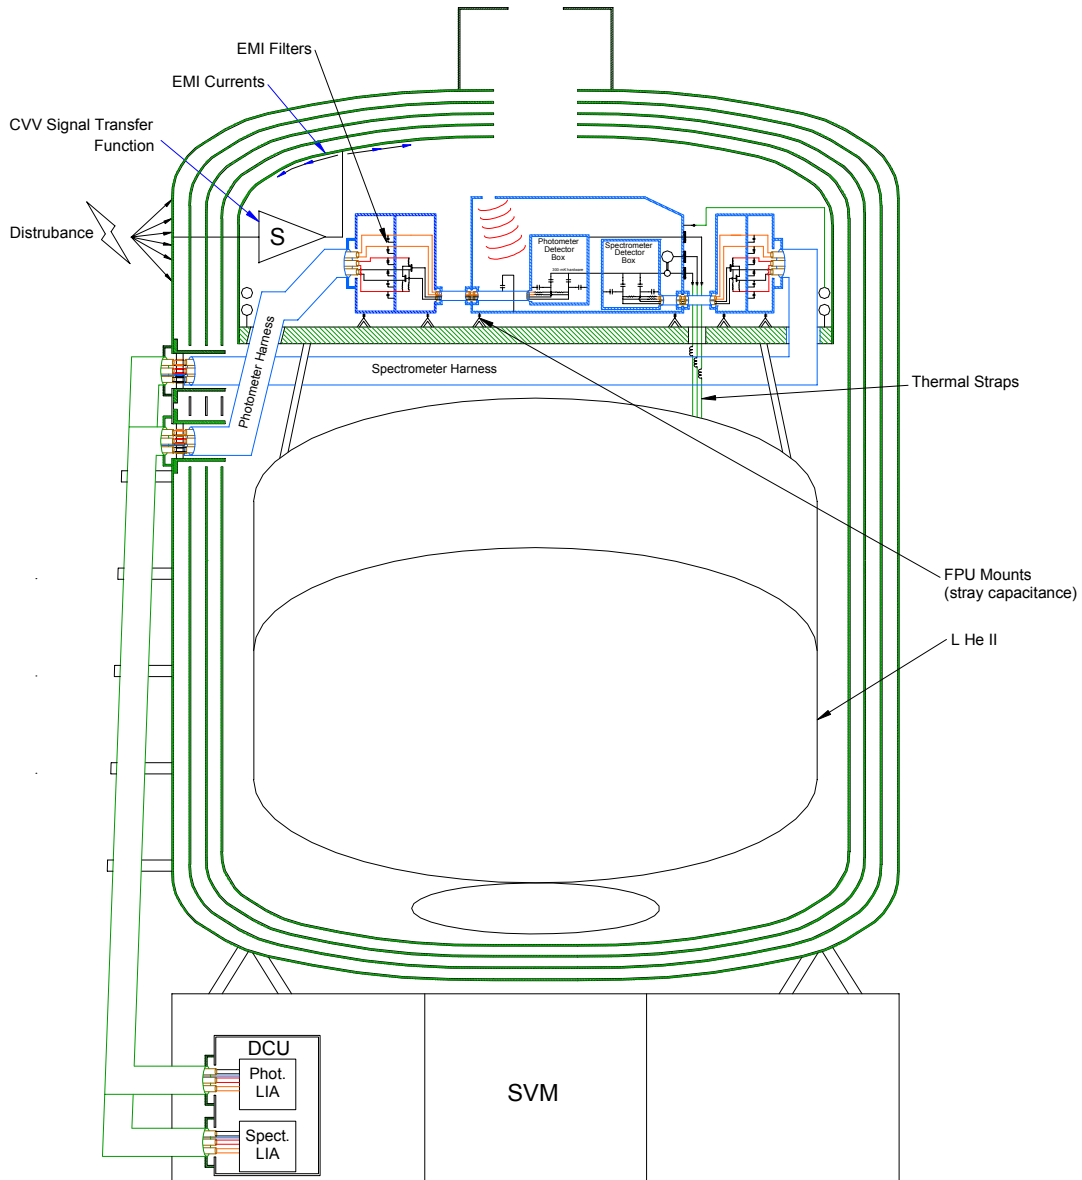 EMI Filters
EMI Currents
CVV Signal Transfer
Function
Distrubance
S
Photometer
Detector
Box
Spectrometer
Detector
Box
Photometer Harness
Spectrometer Harness
Thermal Straps
FPU Mounts
(stray capacitance)
L He II
DCU
Phot.
LIA
Spect.
LIA
SVM